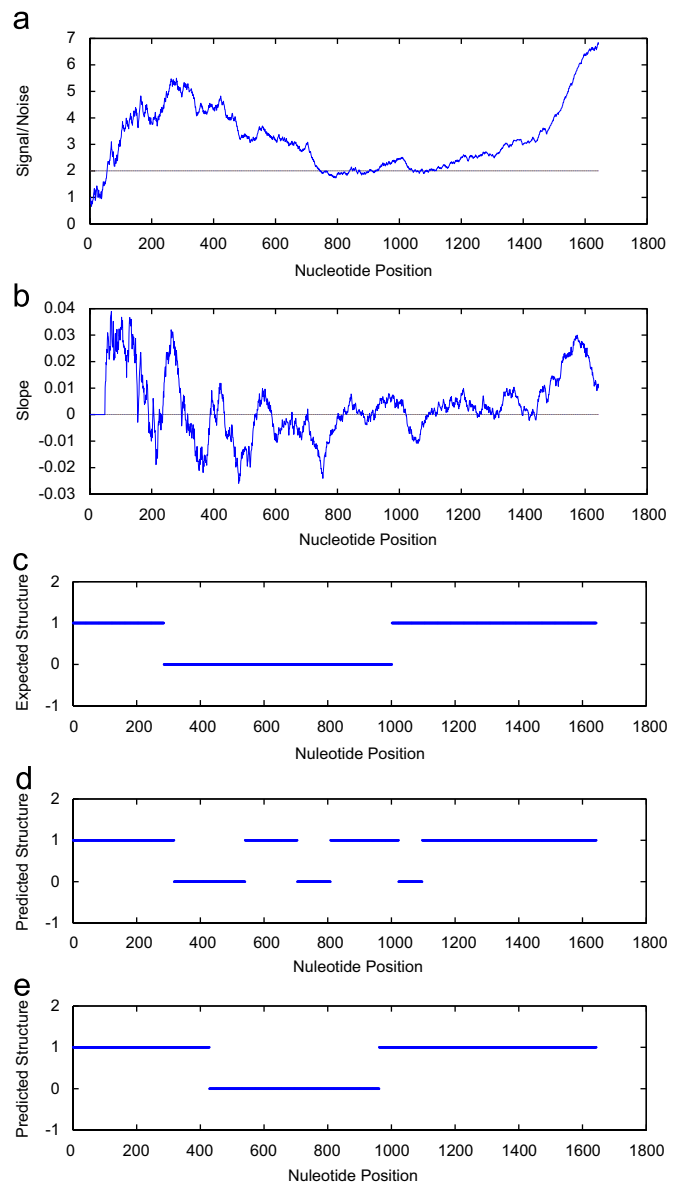 a
7
6
5
4
3
2
1
0
Signal/Noise
0 200 400 600 800 1000 1200 1400 1600 1800
Nucleotide Position
b
0.04
0.03
0.02
0.01
0
-0.01
-0.02
-0.03
Slope
0 200 400 600 800 1000 1200 1400 1600 1800
Nucleotide Position
c
2
1
0
-1
Expected Structure
0 200 400 600 800 1000 1200 1400 1600 1800
Nuleotide Position
d
2
1
0
-1
Predicted Structure
0 200 400 600 800 1000 1200 1400 1600 1800
Nuleotide Position
e
2
1
0
-1
Predicted Structure
0 200 400 600 800 1000 1200 1400 1600 1800
Nuleotide Position